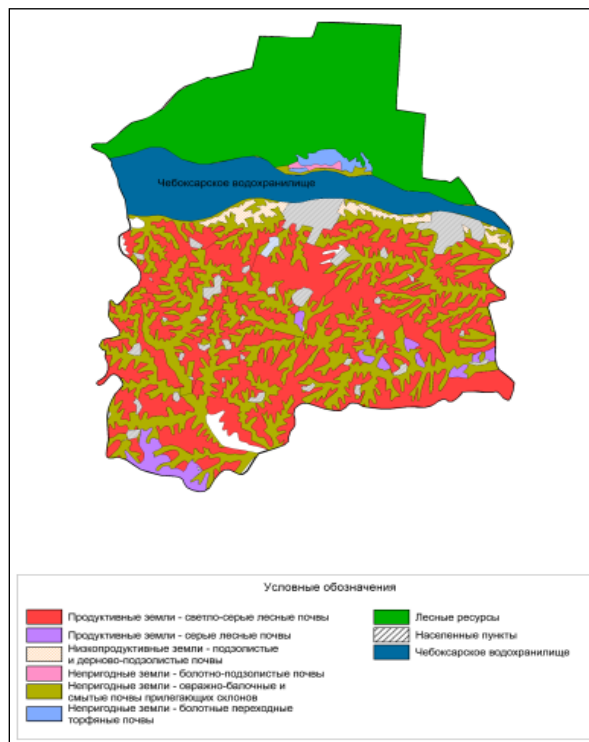 Чебоксарское водохранилище
Условные обозначения
Продуктивные земли - светло-серые лесные почвы
Продуктивные земли - серые лесные почвы
Низкопродуктивные земли - подзолистые
и дерново-подзолистые почвы
Непригодные земли - болотно-подзолистые почвы
Непригодные земли - овражно-балочные и
смытые почвы прилегающих склонов
Непригодные земли - болотные переходные
торфяные почвы
Лесные ресурсы
Населенные пункты
Чебоксарское водохранилище